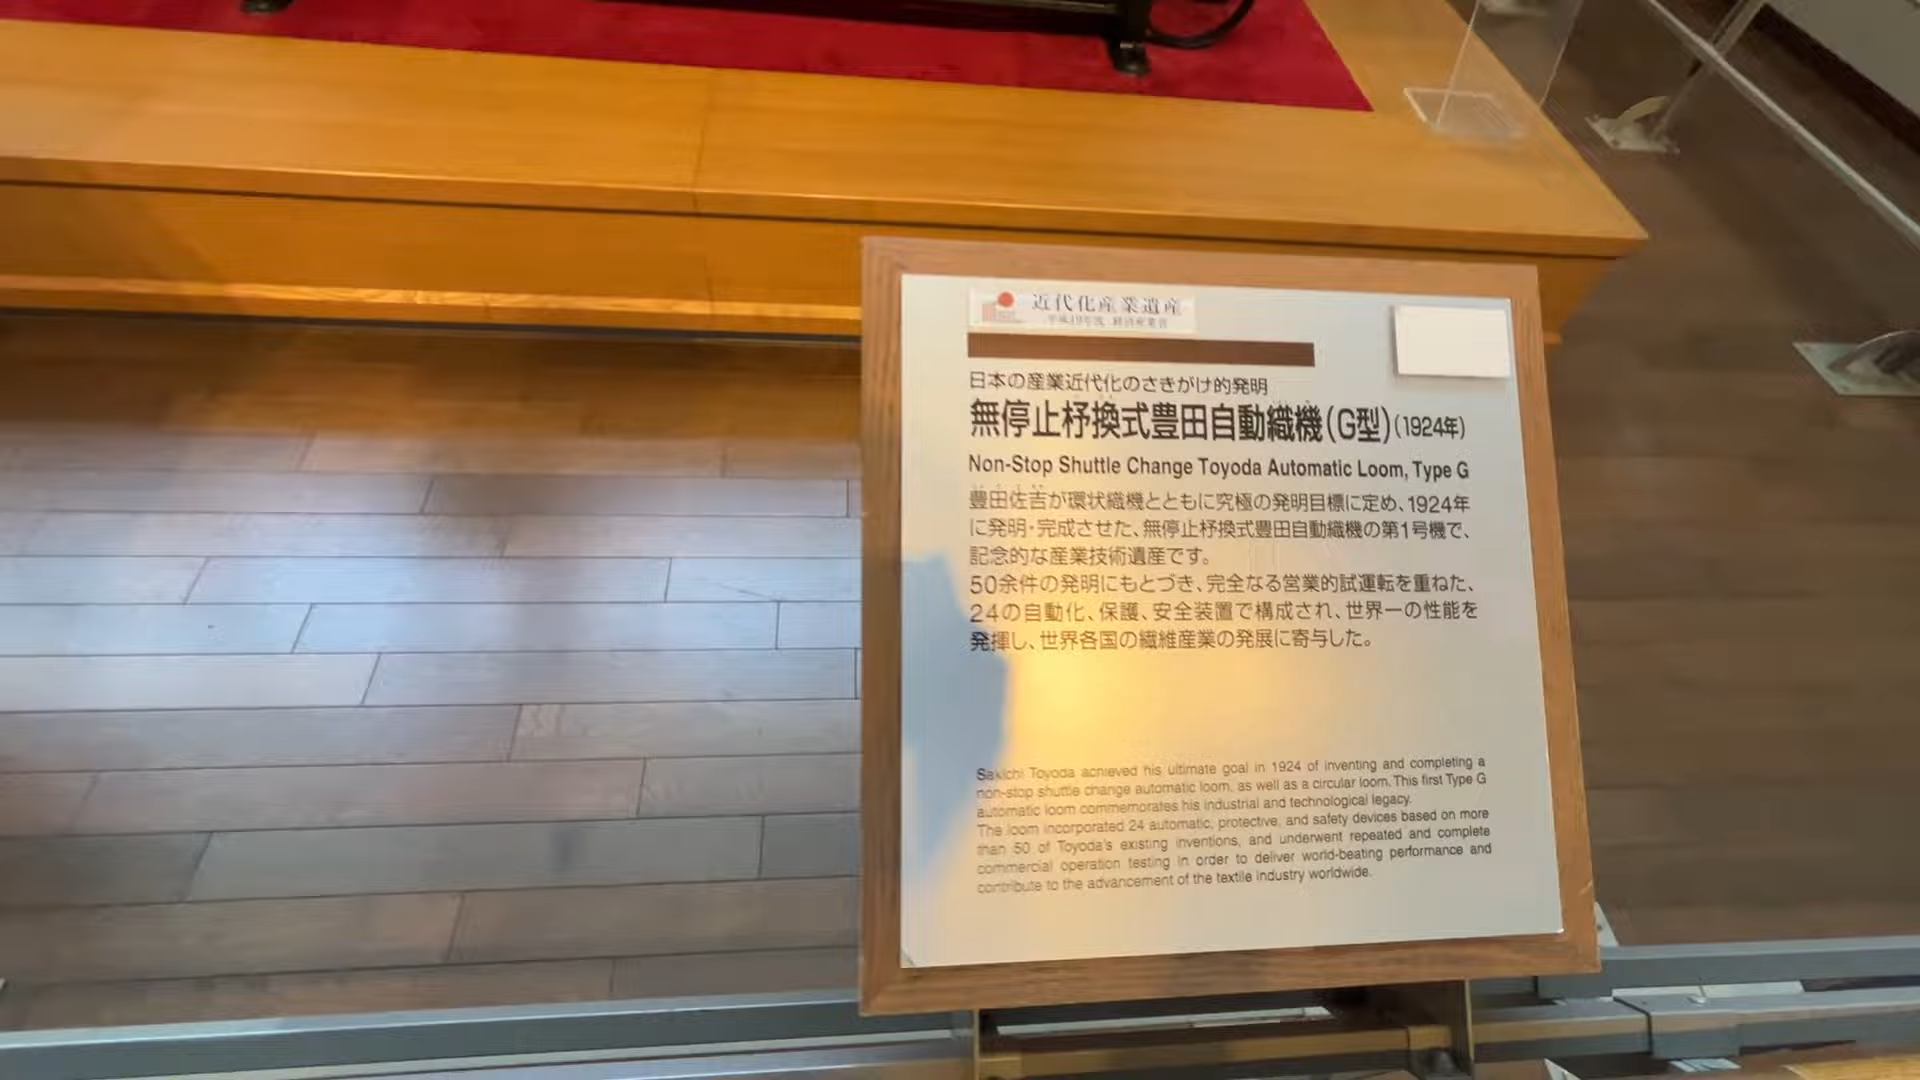 近代化産業遺産
平成19年度 経済産業省
日本の産業近代化のさきがけ的発明
無停止杼換式豊田自動織機(G型)(1924年)
Non-Stop Shuttle Change Toyoda Automatic Loom, Type G
豊田佐吉が環状織機とともに究極の発明目標に定め、1924年
に発明・完成させた、無停止杼換式豊田自動織機の第1号機で、
記念的な産業技術遺産です。
50余件の発明にもとづき、完全なる営業的試運転を重ねた、
24の自動化、保護、安全装置で構成され、世界一の性能を
発揮し、世界各国の繊維産業の発展に寄与した。
Sakichi Toyoda achieved his ultimate goal in 1924 of inventing and completing a
non-stop shuttle change automatic loom, as well as a circular loom. This first Type G
automatic loom commemorates his industrial and technological legacy.
The loom incorporated 24 automatic, protective, and safety devices based on more
than 50 of Toyoda's existing inventions, and underwent repeated and complete
commercial operation testing in order to deliver world-beating performance and
contribute to the advancement of the textile industry worldwide.